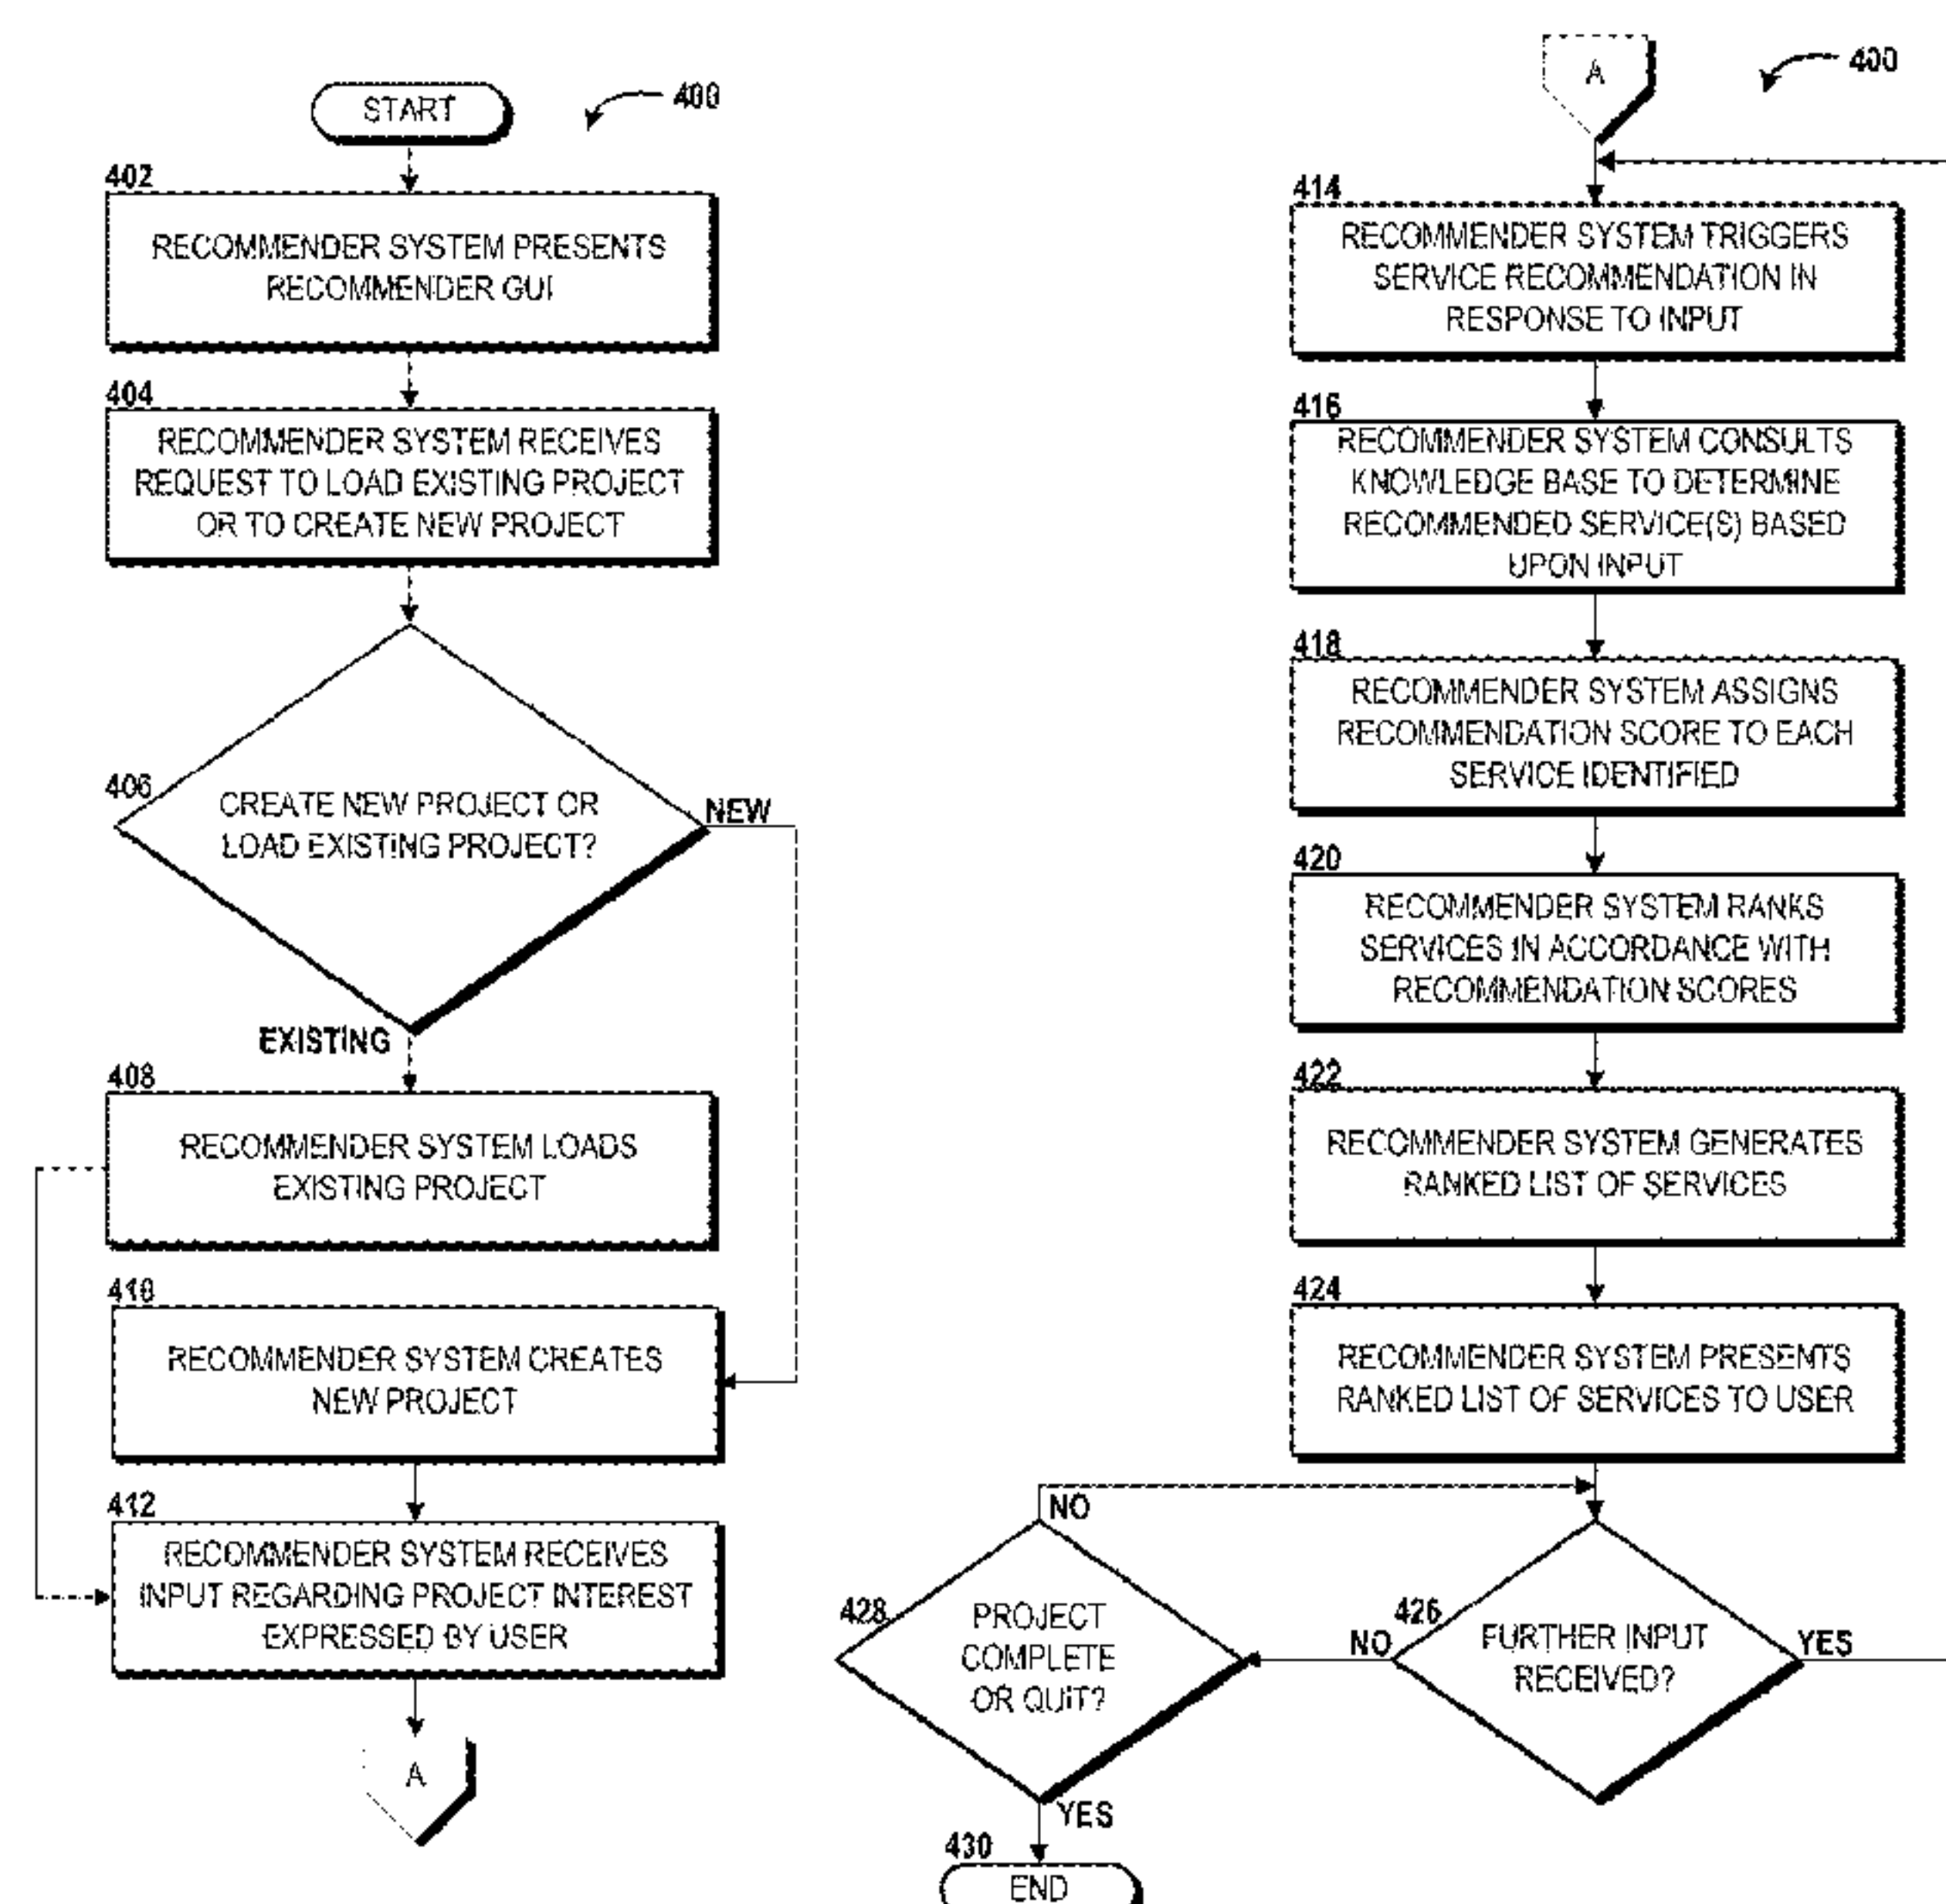 START
400
402
RECOMMENDER SYSTEM PRESENTS
RECOMMENDER GUI
404
RECOMMENDER SYSTEM RECEIVES
REQUEST TO LOAD EXISTING PROJECT
OR TO CREATE NEW PROJECT
406
CREATE NEW PROJECT OR
LOAD EXISTING PROJECT?
NEW
EXISTING
408
RECOMMENDER SYSTEM LOADS
EXISTING PROJECT
410
RECOMMENDER SYSTEM CREATES
NEW PROJECT
412
RECOMMENDER SYSTEM RECEIVES
INPUT REGARDING PROJECT INTEREST
EXPRESSED BY USER
A
A
400
414
RECOMMENDER SYSTEM TRIGGERS
SERVICE RECOMMENDATION IN
RESPONSE TO INPUT
416
RECOMMENDER SYSTEM CONSULTS
KNOWLEDGE BASE TO DETERMINE
RECOMMENDED SERVICE(S) BASED
UPON INPUT
418
RECOMMENDER SYSTEM ASSIGNS
RECOMMENDATION SCORE TO EACH
SERVICE IDENTIFIED
420
RECOMMENDER SYSTEM RANKS
SERVICES IN ACCORDANCE WITH
RECOMMENDATION SCORES
422
RECOMMENDER SYSTEM GENERATES
RANKED LIST OF SERVICES
424
RECOMMENDER SYSTEM PRESENTS
RANKED LIST OF SERVICES TO USER
426
FURTHER INPUT
RECEIVED?
YES
NO
428
PROJECT
COMPLETE
OR QUIT?
NO
YES
430
END